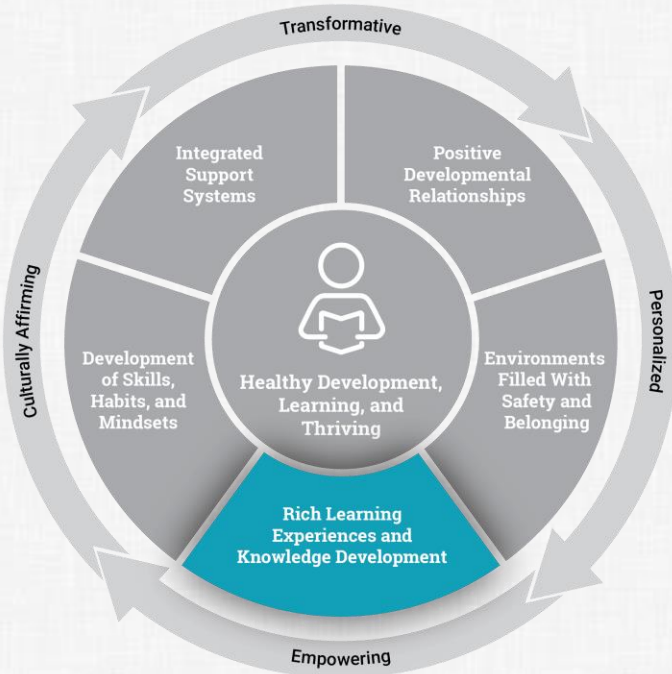 Transformative
Integrated
Support
Systems
Positive
Developmental
Relationships
Culturally Affirming
Personalized
Development
of Skills,
Habits, and
Mindsets
Healthy Development,
Learning, and
Thriving
Environments
Filled With
Safety and
Belonging
Rich Learning
Experiences and
Knowledge Development
Empowering